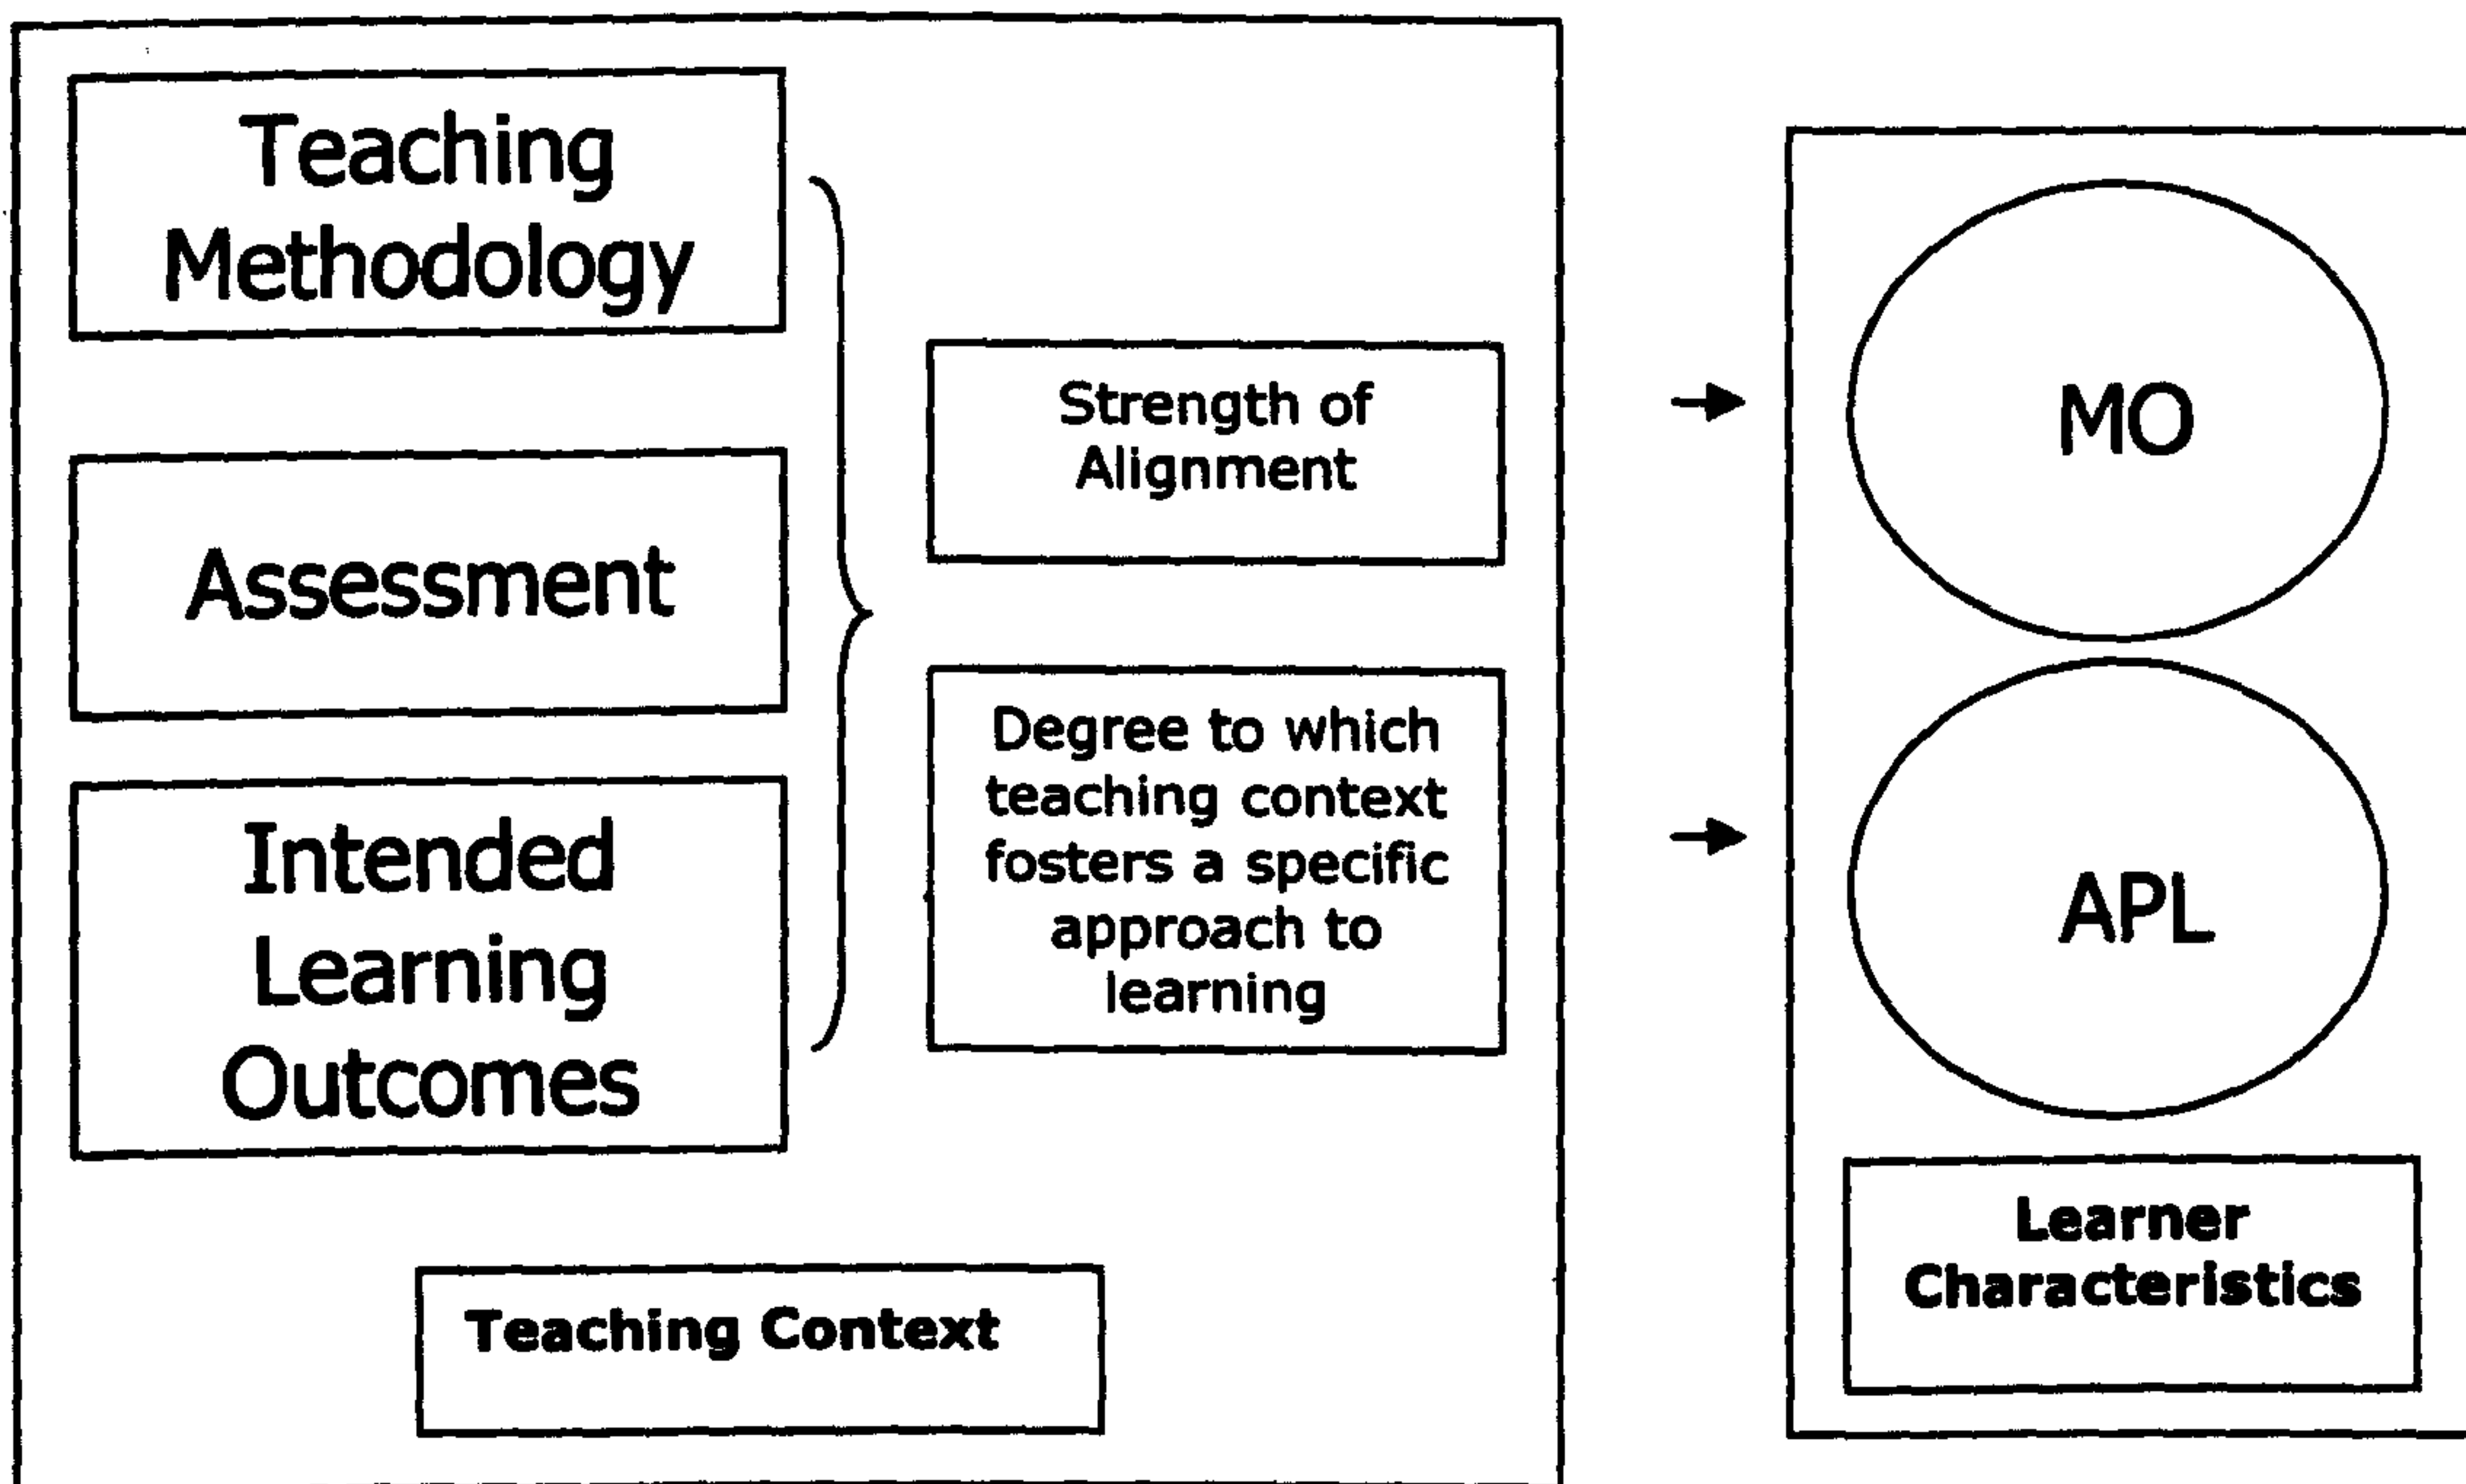 Teaching
Methodology
Assessment
Intended
Learning
Outcomes
Strength of
Alignment
Degree to which
teaching context
fosters a specific
approach to
learning
Teaching Context
MO
APL
Learner
Characteristics